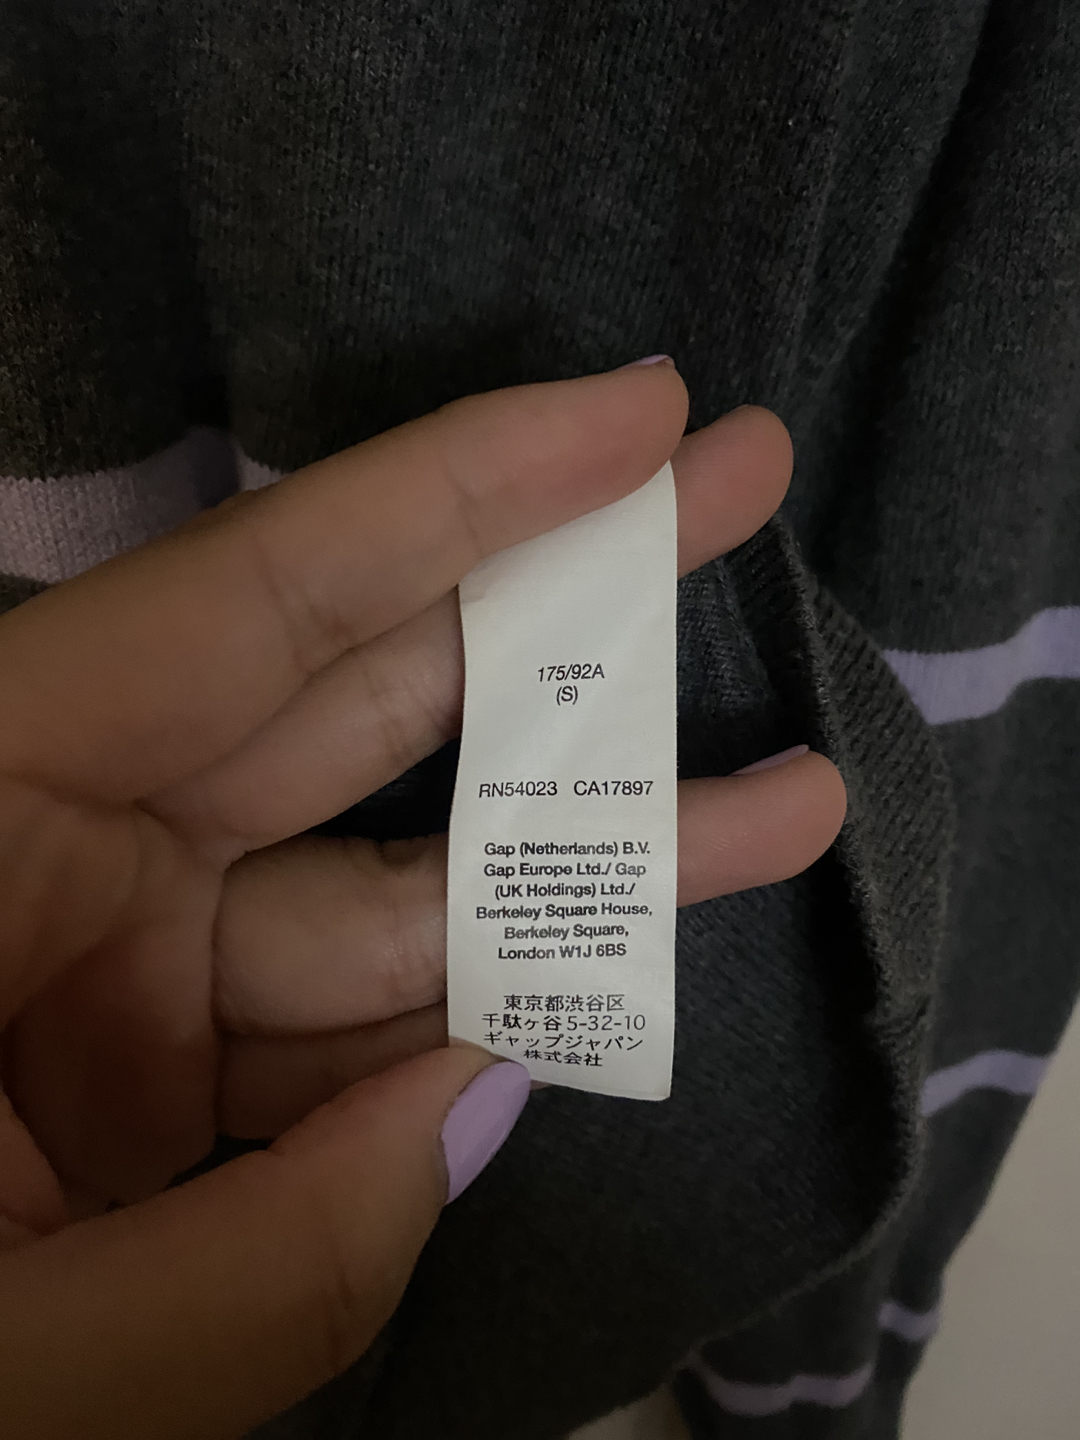 175/92A
(S)
RN54023 CA17897
Gap (Netherlands) B.V.
Gap Europe Ltd./ Gap
(UK Holdings) Ltd./
Berkeley Square House,
Berkeley Square,
London W1J 6BS
東京都渋谷区
千駄ヶ谷 5-32-10
ギャップジャパン
株式会社